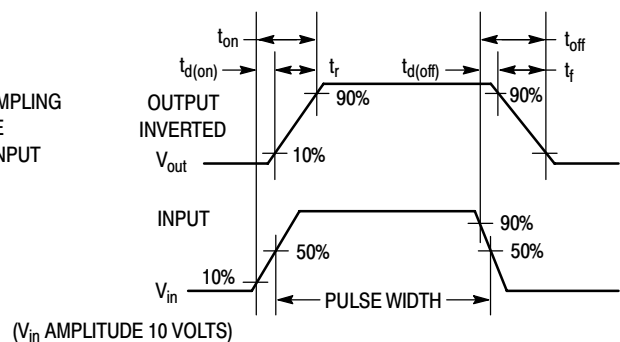 t_on t_off
t_d(on) t_r t_d(off) t_f
OUTPUT
INVERTED
90% 90%
INPUT
V_out 10%
INPUT
90%
50% 50%
10%
V_in PULSE WIDTH
(V_in AMPLITUDE 10 VOLTS)